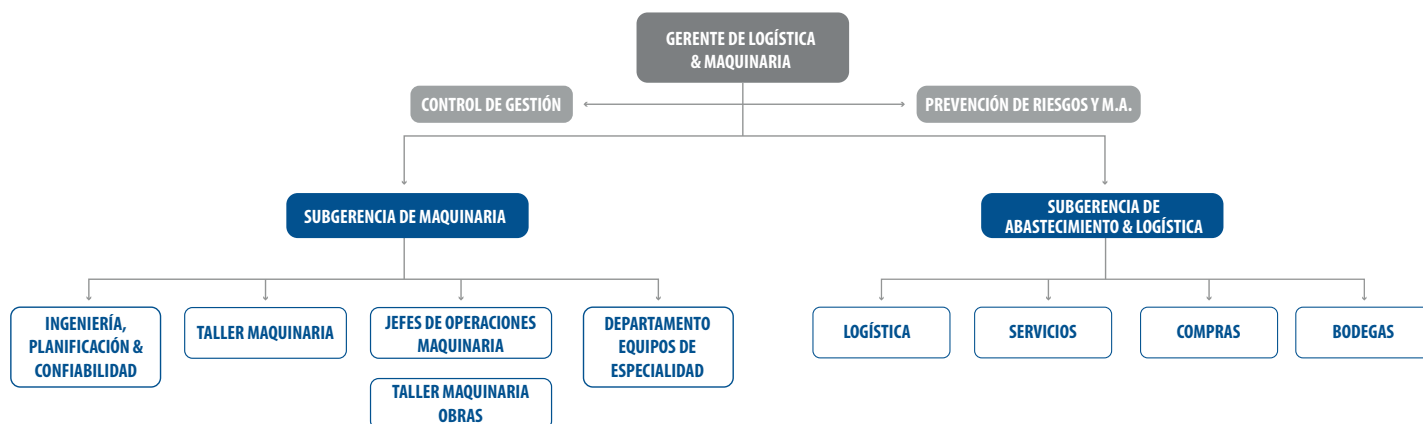 GERENTE DE LOGÍSTICA
& MAQUINARIA
CONTROL DE GESTIÓN
PREVENCIÓN DE RIESGOS Y M.A.
SUBGERENCIA DE MAQUINARIA
SUBGERENCIA DE
ABASTECIMIENTO & LOGÍSTICA
INGENIERÍA,
PLANIFICACIÓN &
CONFIABILIDAD
TALLER MAQUINARIA
JEFES DE OPERACIONES
MAQUINARIA
TALLER MAQUINARIA
OBRAS
DEPARTAMENTO
EQUIPOS DE
ESPECIALIDAD
LOGÍSTICA
SERVICIOS
COMPRAS
BODEGAS